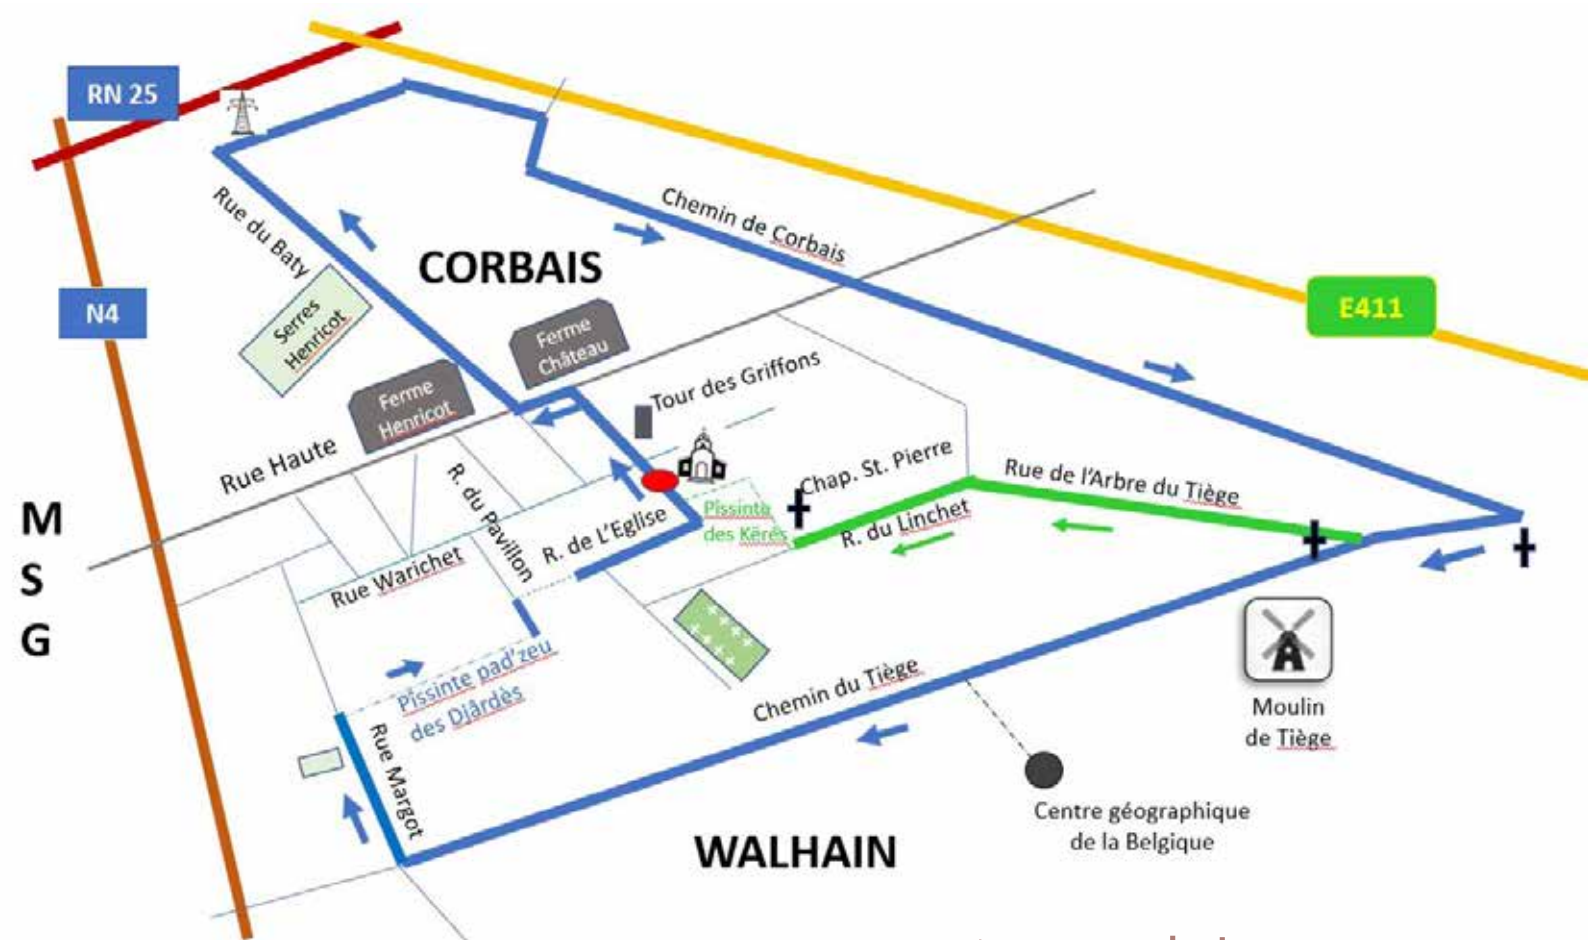 RN 25
Rue du Baty
Chemin de Corbais
CORBAIS
N4
E411
Serres
Henricot
Ferme
Château
Ferme
Henricot
Tour des Griffons
Rue Haute
Chap. St. Pierre
Rue de l'Arbre du Tiège
R. du Pavillon
Pissinte
des Kêrès
R. du Linchet
R. de L'Eglise
M
S
G
Rue Warichet
Pissinte pad'zeu
des Djârdès
Chemin du Tiège
Moulin
de Tiège
Rue Margot
Centre géographique
de la Belgique
WALHAIN